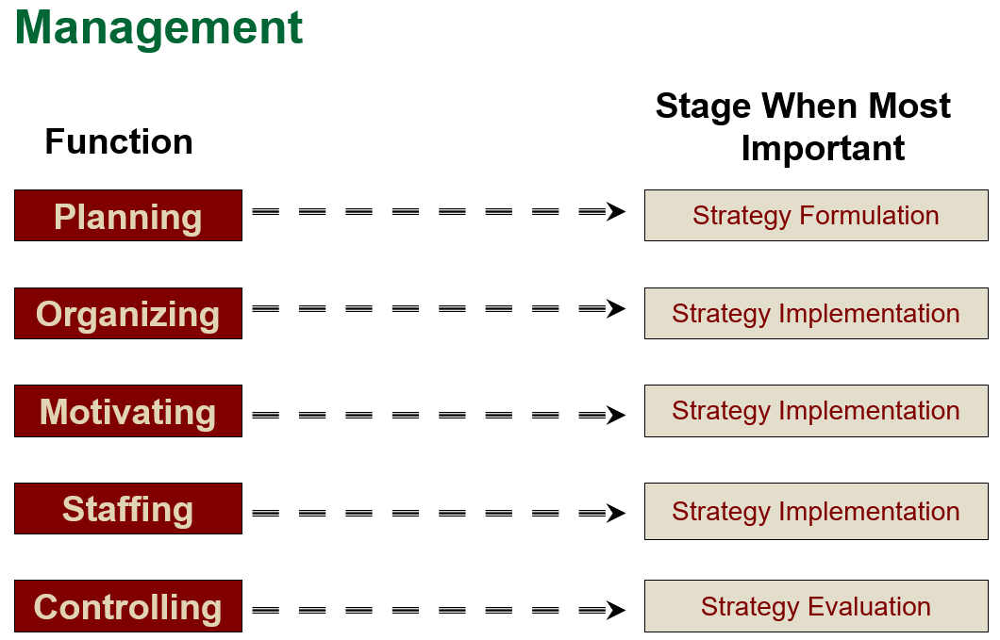 Management
Function
Stage When Most
Important
Planning
Strategy Formulation
Organizing
Strategy Implementation
Motivating
Strategy Implementation
Staffing
Strategy Implementation
Controlling
Strategy Evaluation